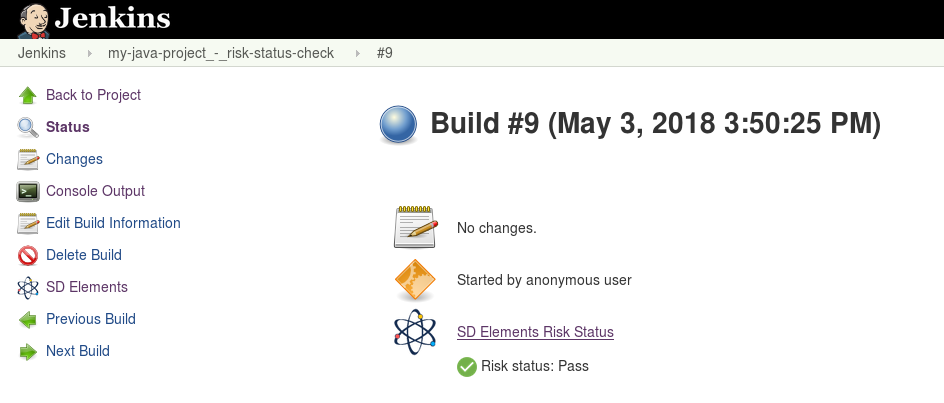 Jenkins
Jenkins my-java-project_-_risk-status-check #9
Back to Project
Status
Changes
Console Output
Edit Build Information
Delete Build
SD Elements
Previous Build
Next Build
Build #9 (May 3, 2018 3:50:25 PM)
No changes.
Started by anonymous user
SD Elements Risk Status
Risk status: Pass